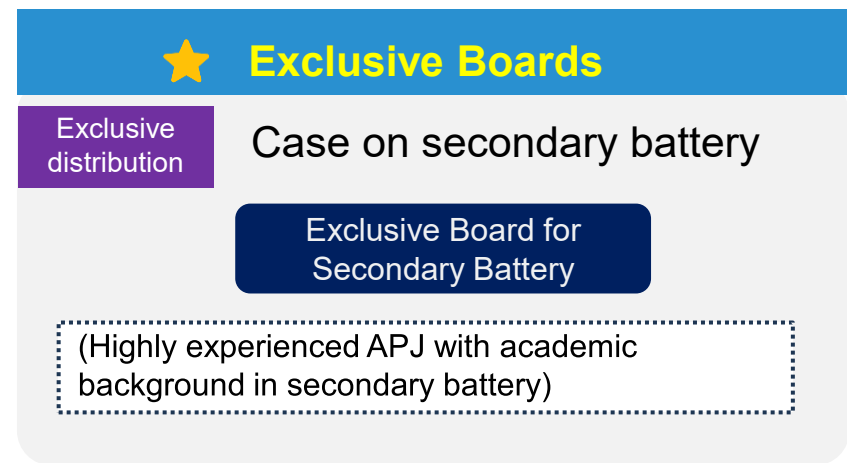 Exclusive Boards
Exclusive
distribution
Case on secondary battery
Exclusive Board for
Secondary Battery
(Highly experienced APJ with academic
background in secondary battery)